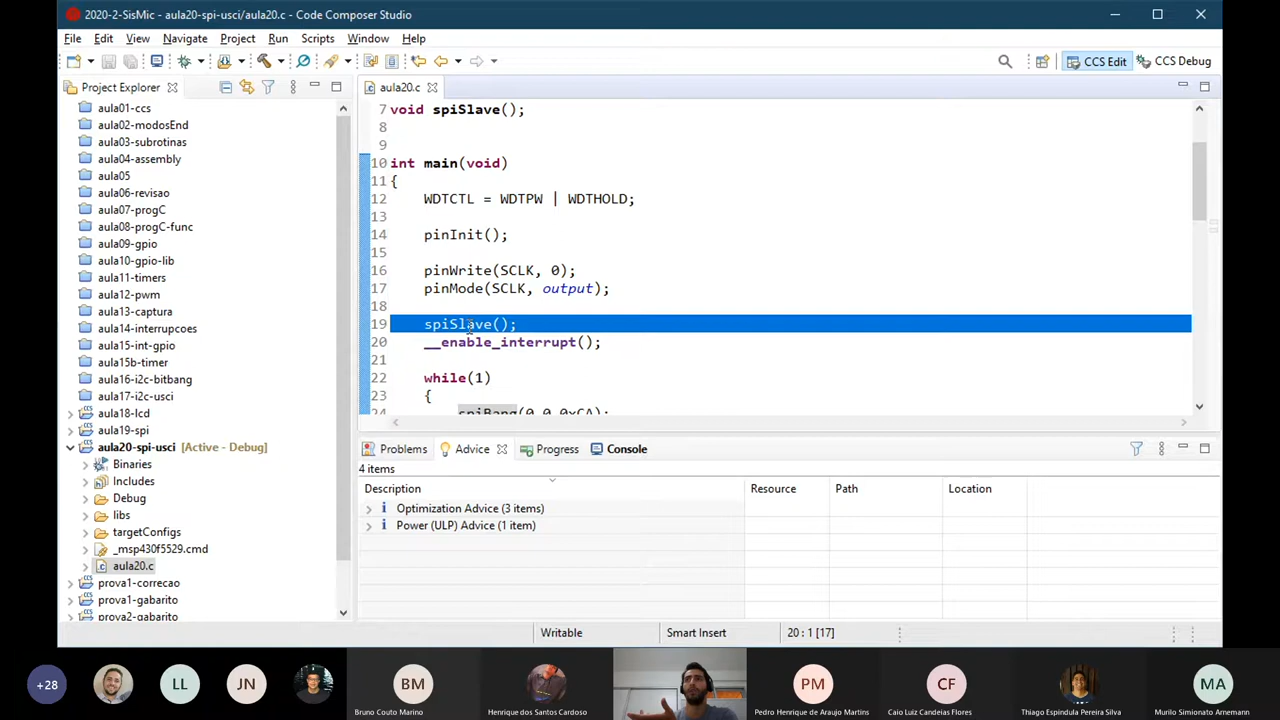 2020-2-SisMic - aula20-spi-usci/aula20.c - Code Composer Studio
File Edit View Navigate Project Run Scripts Window Help
CCS Edit CCS Debug
Project Explorer
aula01-ccs
aula02-modosEnd
aula03-subrotinas
aula04-assembly
aula05
aula06-revisao
aula07-progC
aula08-progC-func
aula09-gpio
aula10-gpio-lib
aula11-timers
aula12-pwm
aula13-captura
aula14-interrupcoes
aula15-int-gpio
aula15b-timer
aula16-i2c-bitbang
aula17-i2c-usci
aula18-lcd
aula19-spi
aula20-spi-usci [Active - Debug]
Binaries
Includes
Debug
libs
targetConfigs
_msp430f5529.cmd
aula20.c
prova1-correcao
prova1-gabarito
prova2-gabarito
aula20.c
7 void spiSlave();
8
9
10 int main(void)
11 {
12 WDTCTL = WDTPW | WDTHOLD;
13
14 pinInit();
15
16 pinWrite(SCLK, 0);
17 pinMode(SCLK, output);
18
19 spiSlave();
20 __enable_interrupt();
21
22 while(1)
23 {
24 spiBang(0,0,0xCA);
Problems Advice Progress Console
4 items
Description Resource Path Location
Optimization Advice (3 items)
Power (ULP) Advice (1 item)
Writable Smart Insert 20 : 1 [17]
+28 LL JN BM PM CF MA
Bruno Couto Marino Henrique dos Santos Cardoso Pedro Henrique de Araujo Martins Caio Luiz Candeias Flores Thiago Espindula Pereira Silva Murilo Simionato Arnemann